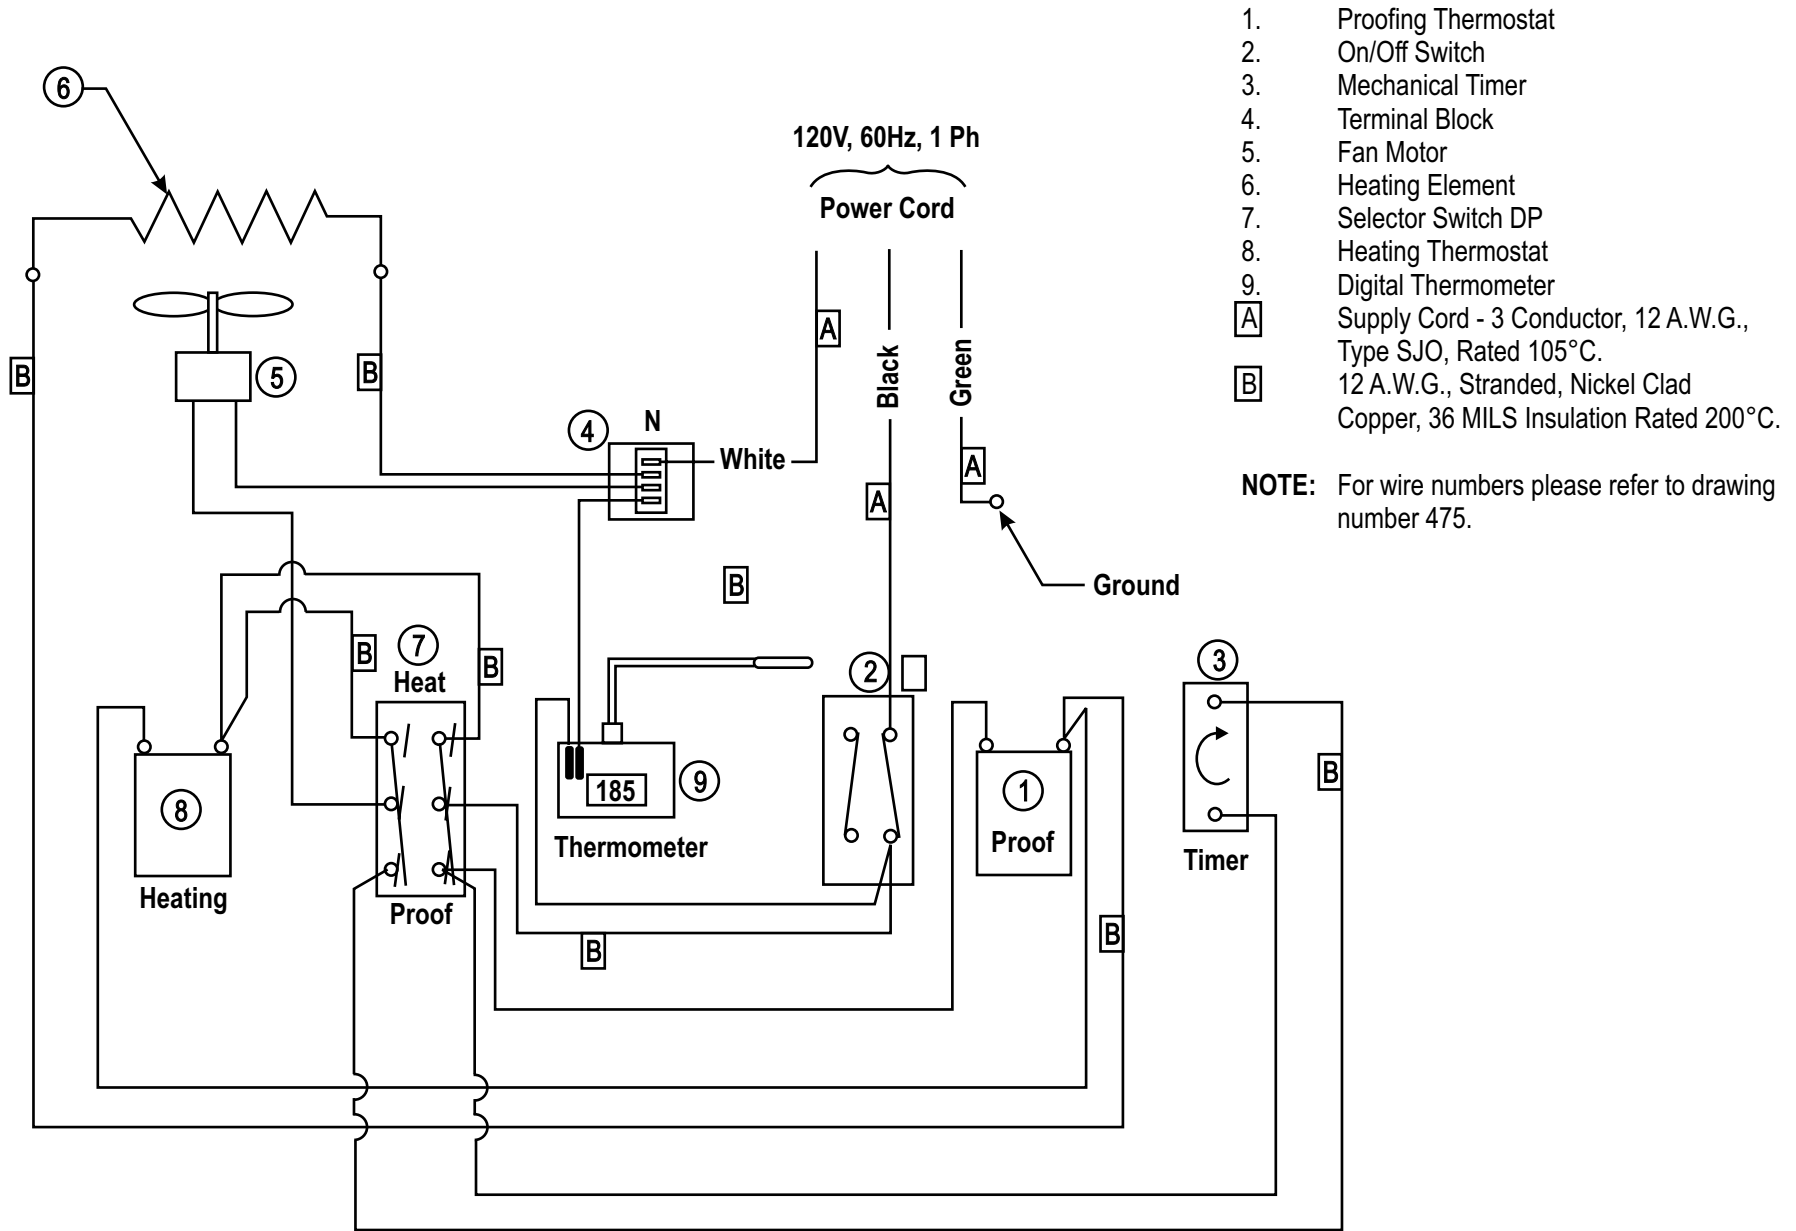 1. Proofing Thermostat
2. On/Off Switch
3. Mechanical Timer
4. Terminal Block
5. Fan Motor
6. Heating Element
7. Selector Switch DP
8. Heating Thermostat
9. Digital Thermometer
A Supply Cord - 3 Conductor, 12 A.W.G.,
Type SJO, Rated 105°C.
B 12 A.W.G., Stranded, Nickel Clad
Copper, 36 MILS Insulation Rated 200°C.
NOTE: For wire numbers please refer to drawing
number 475.
6
120V, 60Hz, 1 Ph
Power Cord
A
B
B
5
Black
Green
4
N
White
A
A
B
Ground
B
7
Heat
B
2
3
8
185
9
1
B
Thermometer
Proof
Timer
Heating
Proof
B
B